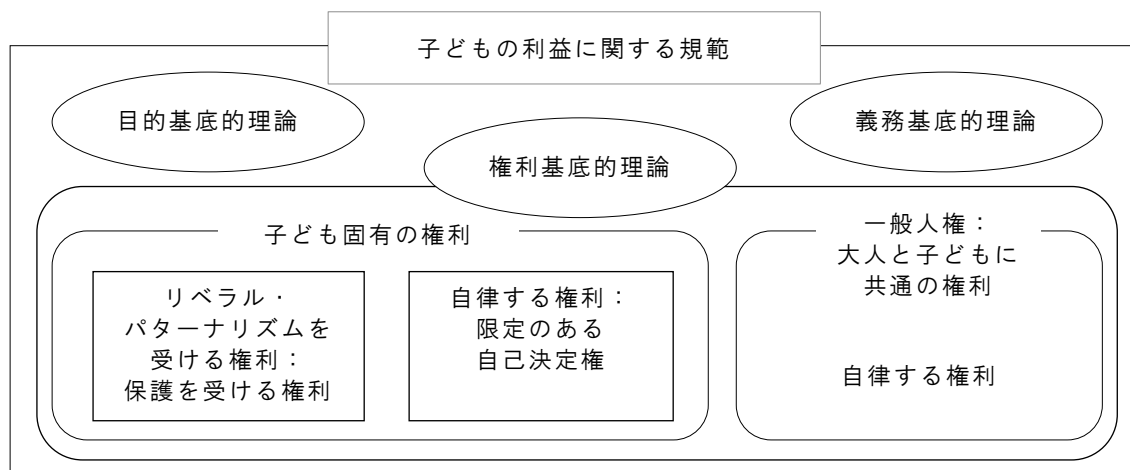 子どもの利益に関する規範
目的基底的理論
義務基底的理論
権利基底的理論
子ども固有の権利
リベラル・
パターナリズムを
受ける権利：
保護を受ける権利
自律する権利：
限定のある
自己決定権
一般人権：
大人と子どもに
共通の権利
自律する権利